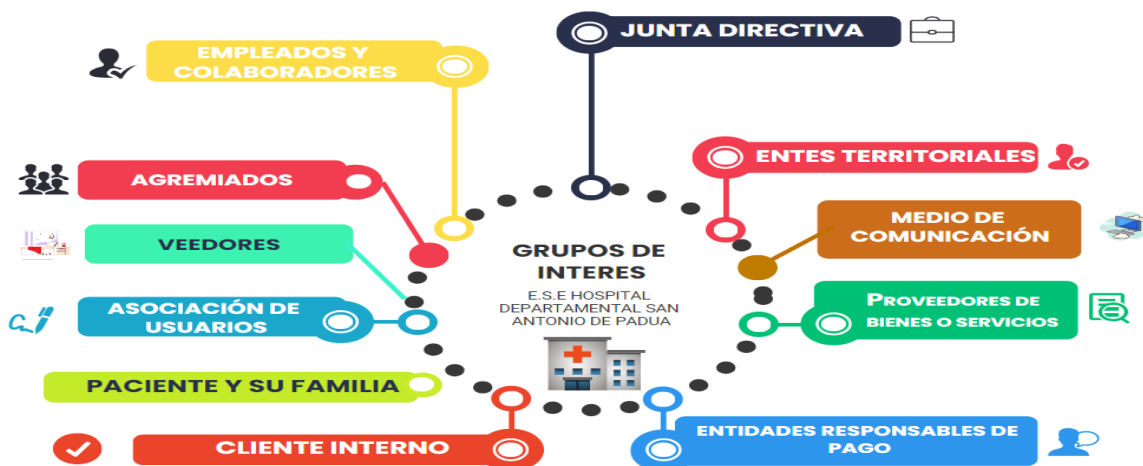 JUNTA DIRECTIVA
EMPLEADOS Y
COLABORADORES
ENTES TERRITORIALES
AGREMIADOS
MEDIO DE
COMUNICACIÓN
VEEDORES
GRUPOS DE
INTERES
E.S.E HOSPITAL
DEPARTAMENTAL SAN
ANTONIO DE PADUA
PROVEEDORES DE
BIENES O SERVICIOS
ASOCIACIÓN DE
USUARIOS
PACIENTE Y SU FAMILIA
CLIENTE INTERNO
ENTIDADES RESPONSABLES DE
PAGO